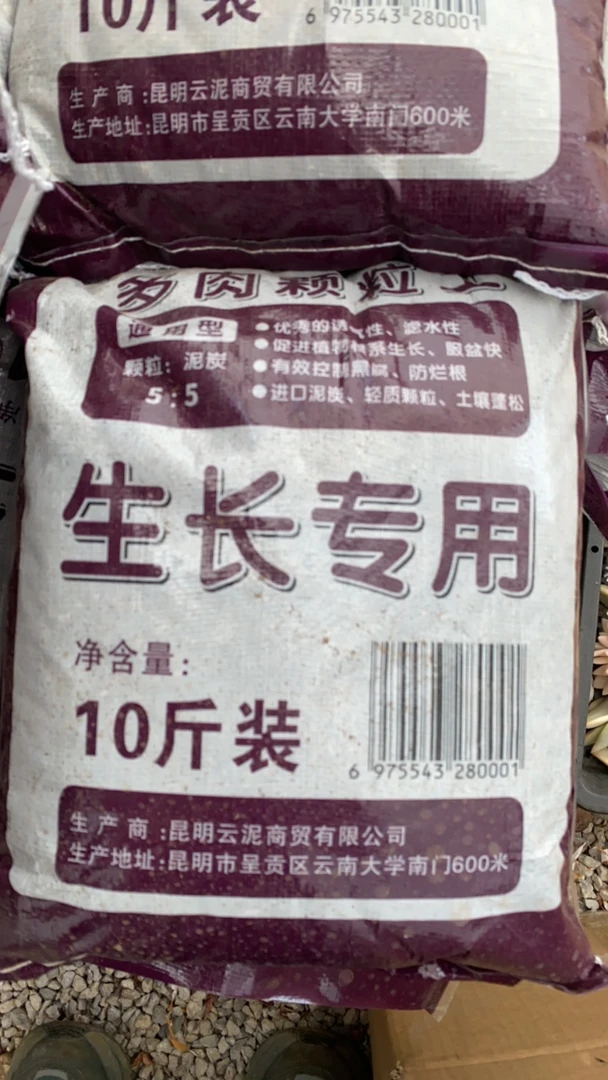 10斤装
6 975543 280001
生产商:昆明云泥商贸有限公司
生产地址:昆明市呈贡区云南大学南门600米
多肉颗粒土
通用型
颗粒：泥炭
5:5
●优秀的透气性、滤水性
●促进植物根系生长、服盆快
●有效控制黑腐、防烂根
●进口泥炭、轻质颗粒、土壤蓬松
生长专用
净含量：
10斤装
6 975543 280001
生产商:昆明云泥商贸有限公司
生产地址:昆明市呈贡区云南大学南门600米